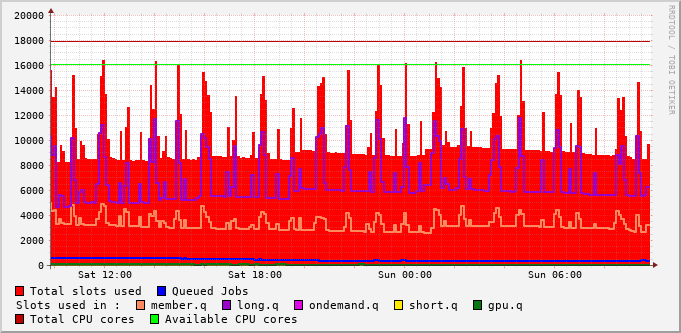 20000
18000
16000
14000
12000
10000
8000
6000
4000
2000
0
Sat 12:00 Sat 18:00 Sun 00:00 Sun 06:00
Total slots used Queued Jobs
Slots used in : member.q long.q ondemand.q short.q gpu.q
Total CPU cores Available CPU cores
RRDTOOL / TOBI OETIKER